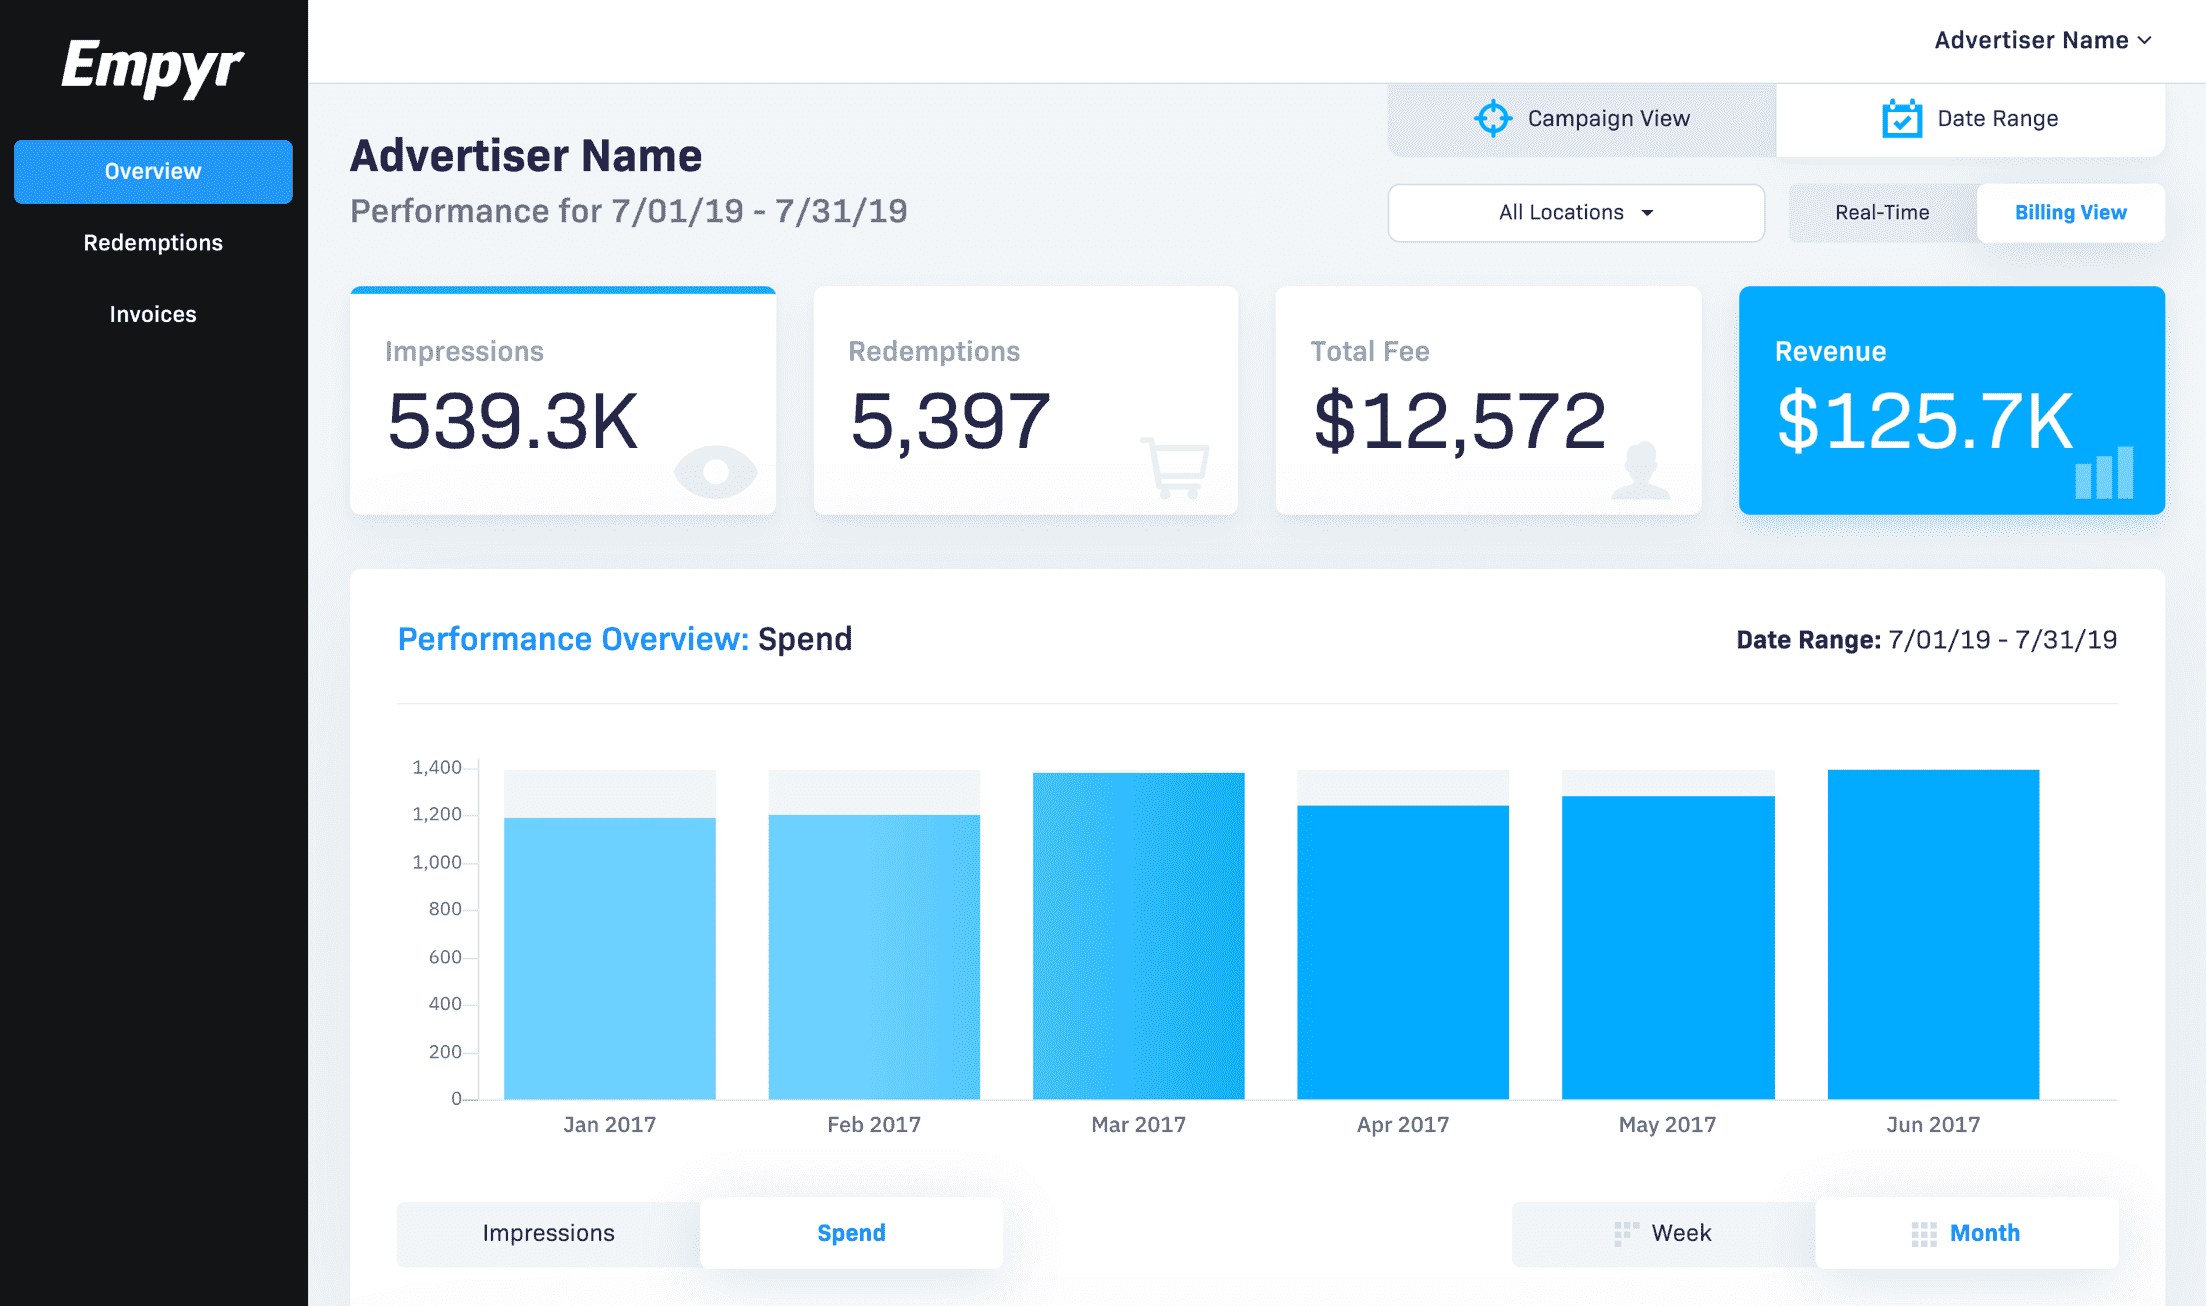 Empyr
Advertiser Name
Overview
Redemptions
Invoices
Campaign View
Date Range
Advertiser Name
Performance for 7/01/19 - 7/31/19
All Locations
Real-Time
Billing View
Impressions
539.3K
Redemptions
5,397
Total Fee
$12,572
Revenue
$125.7K
Performance Overview: Spend
Date Range: 7/01/19 - 7/31/19
1,400
1,200
1,000
800
600
400
200
0
Jan 2017
Feb 2017
Mar 2017
Apr 2017
May 2017
Jun 2017
Impressions
Spend
Week
Month